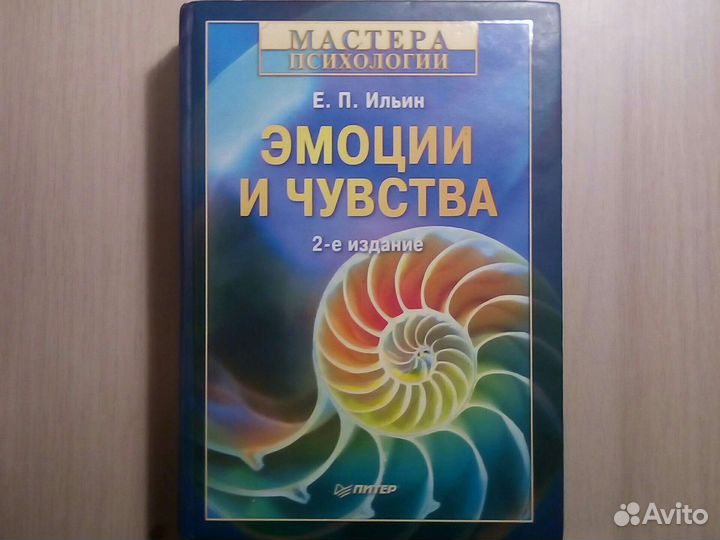 МАСТЕРА
ПСИХОЛОГИИ
Е. П. Ильин
ЭМОЦИИ
И ЧУВСТВА
2-е издание
ПИТЕР
Avito